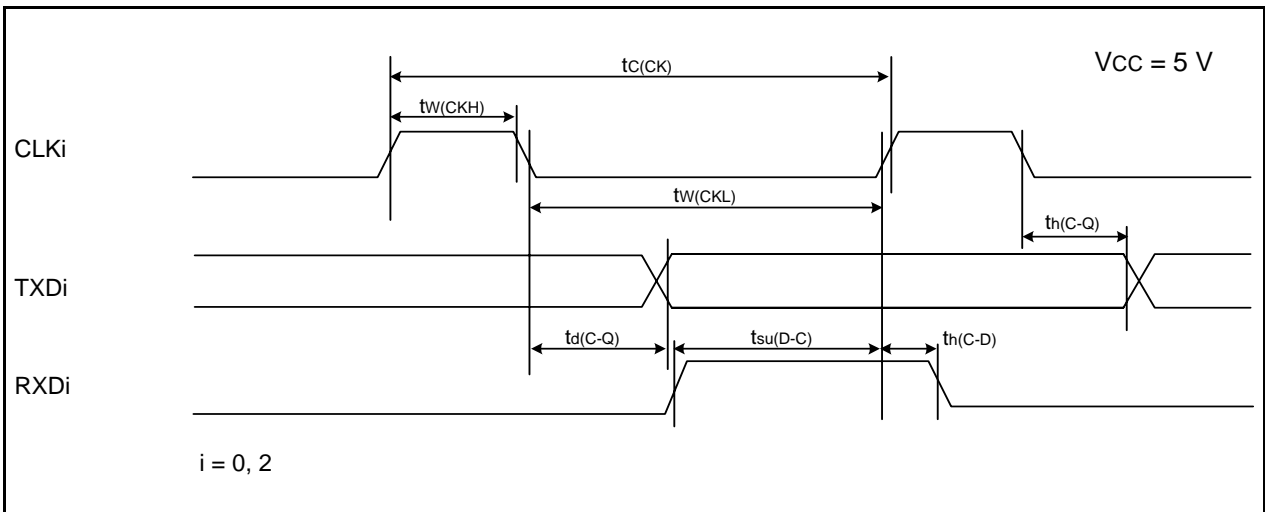 tC(CK)
VCC = 5 V
tW(CKH)
CLKi
tW(CKL)
th(C-Q)
TXDi
td(C-Q)
tsu(D-C)
th(C-D)
RXDi
i = 0, 2